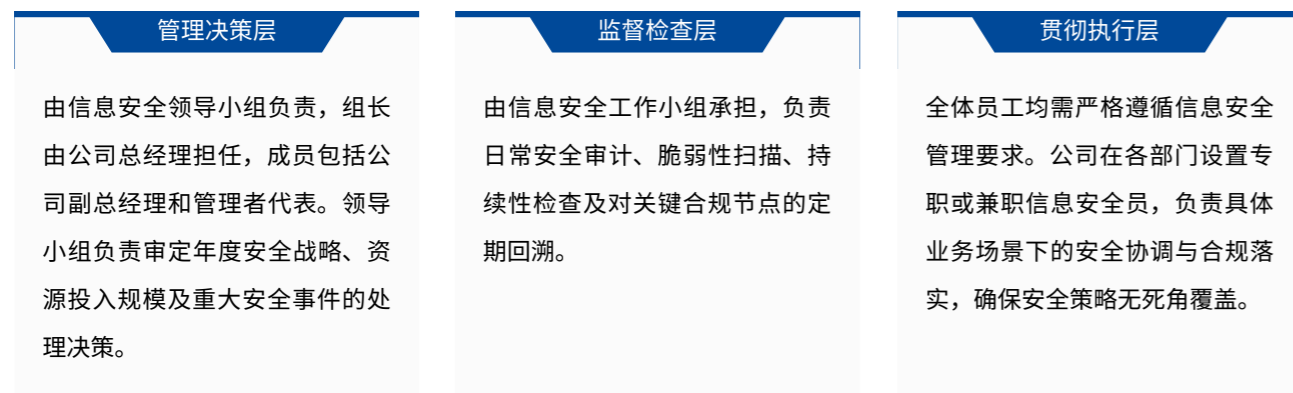 管理决策层
由信息安全领导小组负责，组长
由公司总经理担任，成员包括公
司副总经理和管理者代表。领导
小组负责审定年度安全战略、资
源投入规模及重大安全事件的处
理决策。
监督检查层
由信息安全工作小组承担，负责
日常安全审计、脆弱性扫描、持
续性检查及对关键合规节点的定
期回溯。
贯彻执行层
全体员工均需严格遵循信息安全
管理要求。公司在各部门设置专
职或兼职信息安全员，负责具体
业务场景下的安全协调与合规落
实，确保安全策略无死角覆盖。